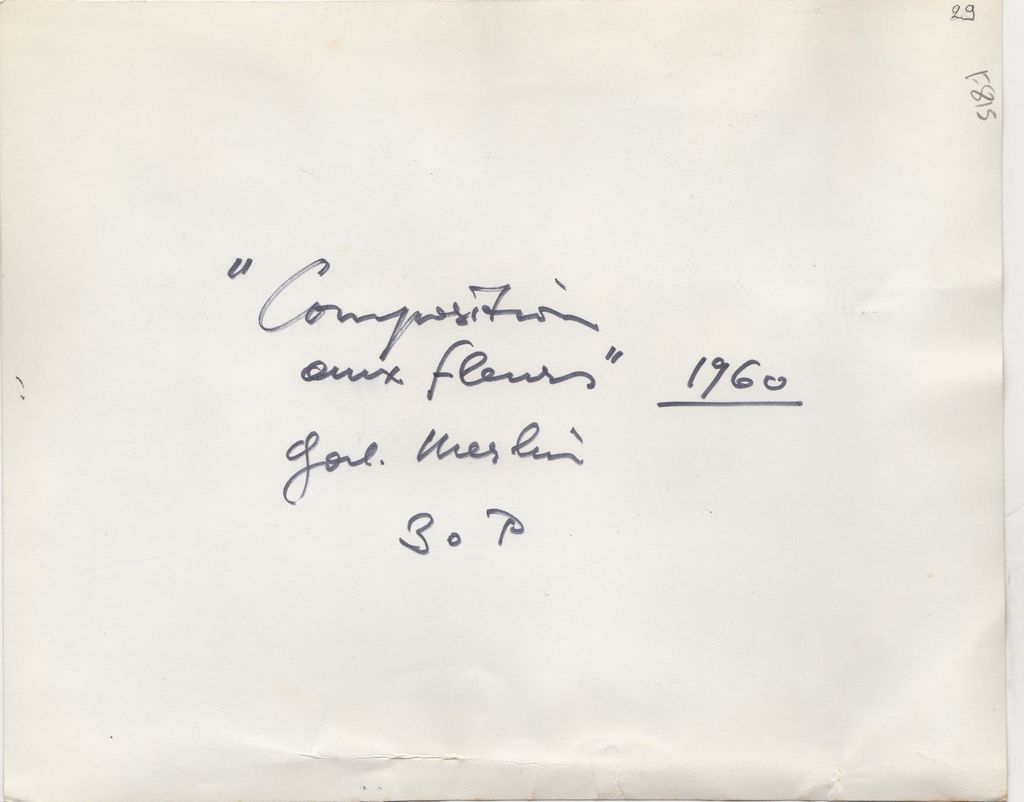 29
"Composition
aux fleurs" 1960
Gal. Merlin
30 P